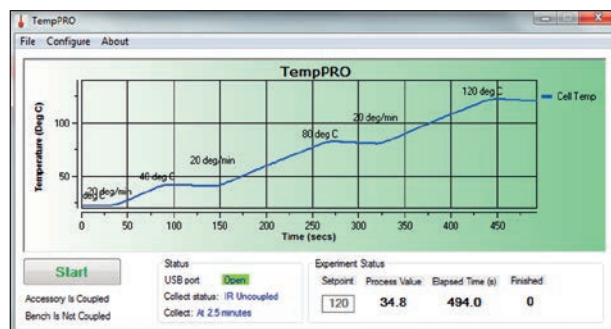 TempPRO
File Configure About
TempPRO
120 deg C
Cell Temp
20 deg/min
80 deg C
20 deg/min
40 deg C
20 deg/min
deg C
Temperature (Deg C)
100
50
0 50 100 150 200 250 300 350 400 450
Time (secs)
Start
Accessory Is Coupled
Bench Is Not Coupled
Status
USB port Open
Collect status: IR Uncoupled
Collect: At 2.5 minutes
Experiment Status
Setpoint Process Value Elapsed Time (s) Finished
120 34.8 494.0 0